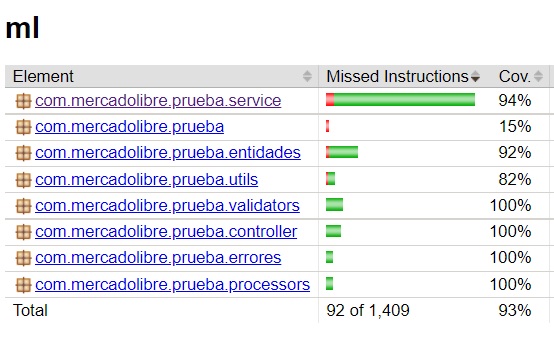 ml
Element Missed Instructions Cov.
com.mercadolibre.prueba.service 94%
com.mercadolibre.prueba 15%
com.mercadolibre.prueba.entidades 92%
com.mercadolibre.prueba.utils 82%
com.mercadolibre.prueba.validators 100%
com.mercadolibre.prueba.controller 100%
com.mercadolibre.prueba.errores 100%
com.mercadolibre.prueba.processors 100%
Total 92 of 1,409 93%